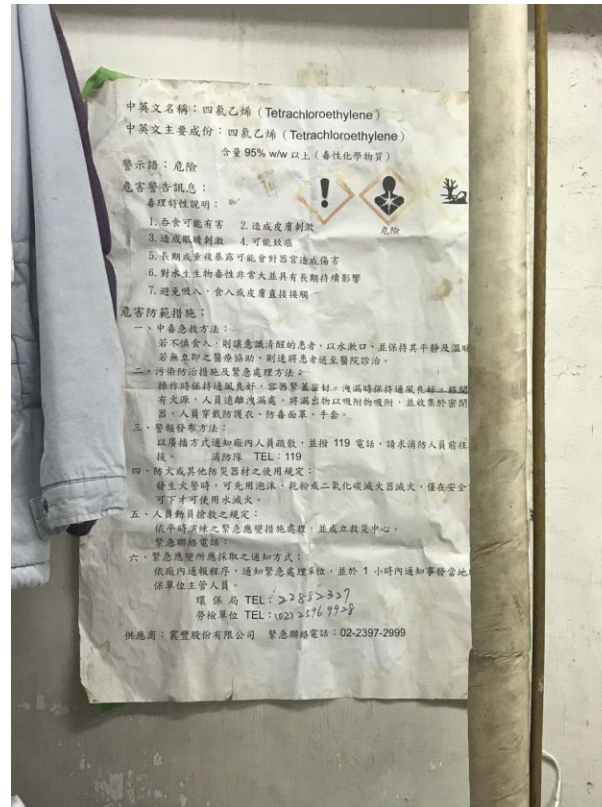 中英文名稱：四氯乙烯（Tetrachloroethylene）
中英文主要成份：四氯乙烯（Tetrachloroethylene）
含量 95% w/w 以上（毒性化學物質）
警示語：危險
危害警告訊息：
毒理特性說明：
1.吞食可能有害 2.造成皮膚刺激
危險
3.造成眼睛刺激 4.可能致癌
5.長期或重複暴露可能會對器官造成傷害
6.對水生生物毒性非常大並具有長期持續影響
7.避免吸入，食入或皮膚直接接觸
危害防範措施：
一、中毒急救方法：
若不慎食入，則讓意識清醒的患者，以水漱口，並保持其平靜及溫暖
若無立即之醫療協助，則速將患者送至醫院診治。
二、污染防治措施及緊急處理方法：
操作時保持通風良好，容器緊蓋密封。洩漏時保持通風良好，移開
有火源，人員遠離洩漏處。將漏出物以吸附物吸附，並收集於密閉
器，人員穿戴防護衣、防毒面罩、手套。
三、警報發布方法：
以廣播方式通知廠內人員疏散，並撥 119 電話，請求消防人員前往
援。 消防隊 TEL：119
四、防火或其他防災器材之使用規定：
發生火警時，可先用泡沫、乾粉或二氧化碳滅火器滅火，僅在安全
可下才可使用水滅火。
五、人員動員搶救之規定：
依平時演練之緊急應變措施處理，並成立救災中心。
緊急聯絡電話：
六、緊急應變所應採取之通知方式：
依廠內通報程序，通知緊急處理單位，並於 1 小時內通知事發當地
保單位主管人員。
環 保 局 TEL：22882327
勞檢單位 TEL：(02) 2596 9928
供應商：寰豐股份有限公司 緊急聯絡電話：02-2397-2999